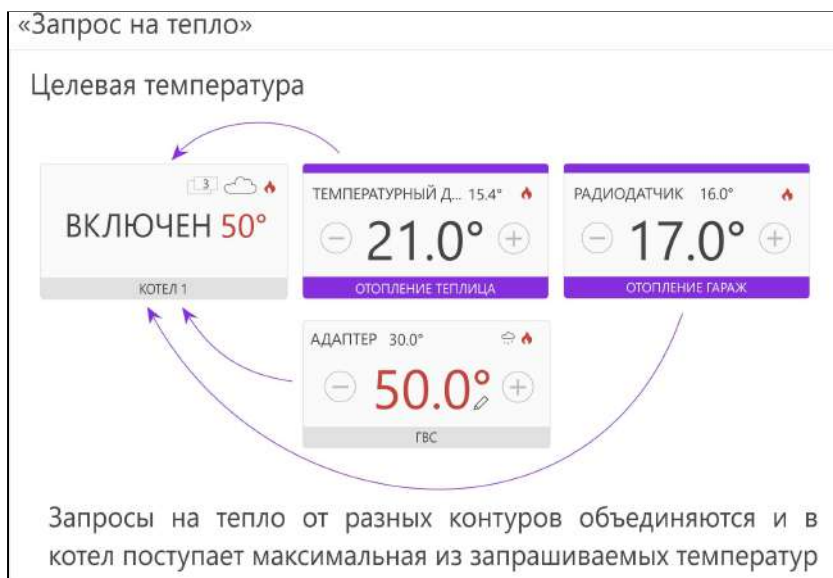 «Запрос на тепло»
Целевая температура
3
ВКЛЮЧЕН 50°
КОТЕЛ 1
ТЕМПЕРАТУРНЫЙ Д... 15.4°
21.0°
ОТОПЛЕНИЕ ТЕПЛИЦА
РАДИОДАТЧИК 16.0°
17.0°
ОТОПЛЕНИЕ ГАРАЖ
АДАПТЕР 30.0°
50.0°
ГВС
Запросы на тепло от разных контуров объединяются и в
котел поступает максимальная из запрашиваемых температур